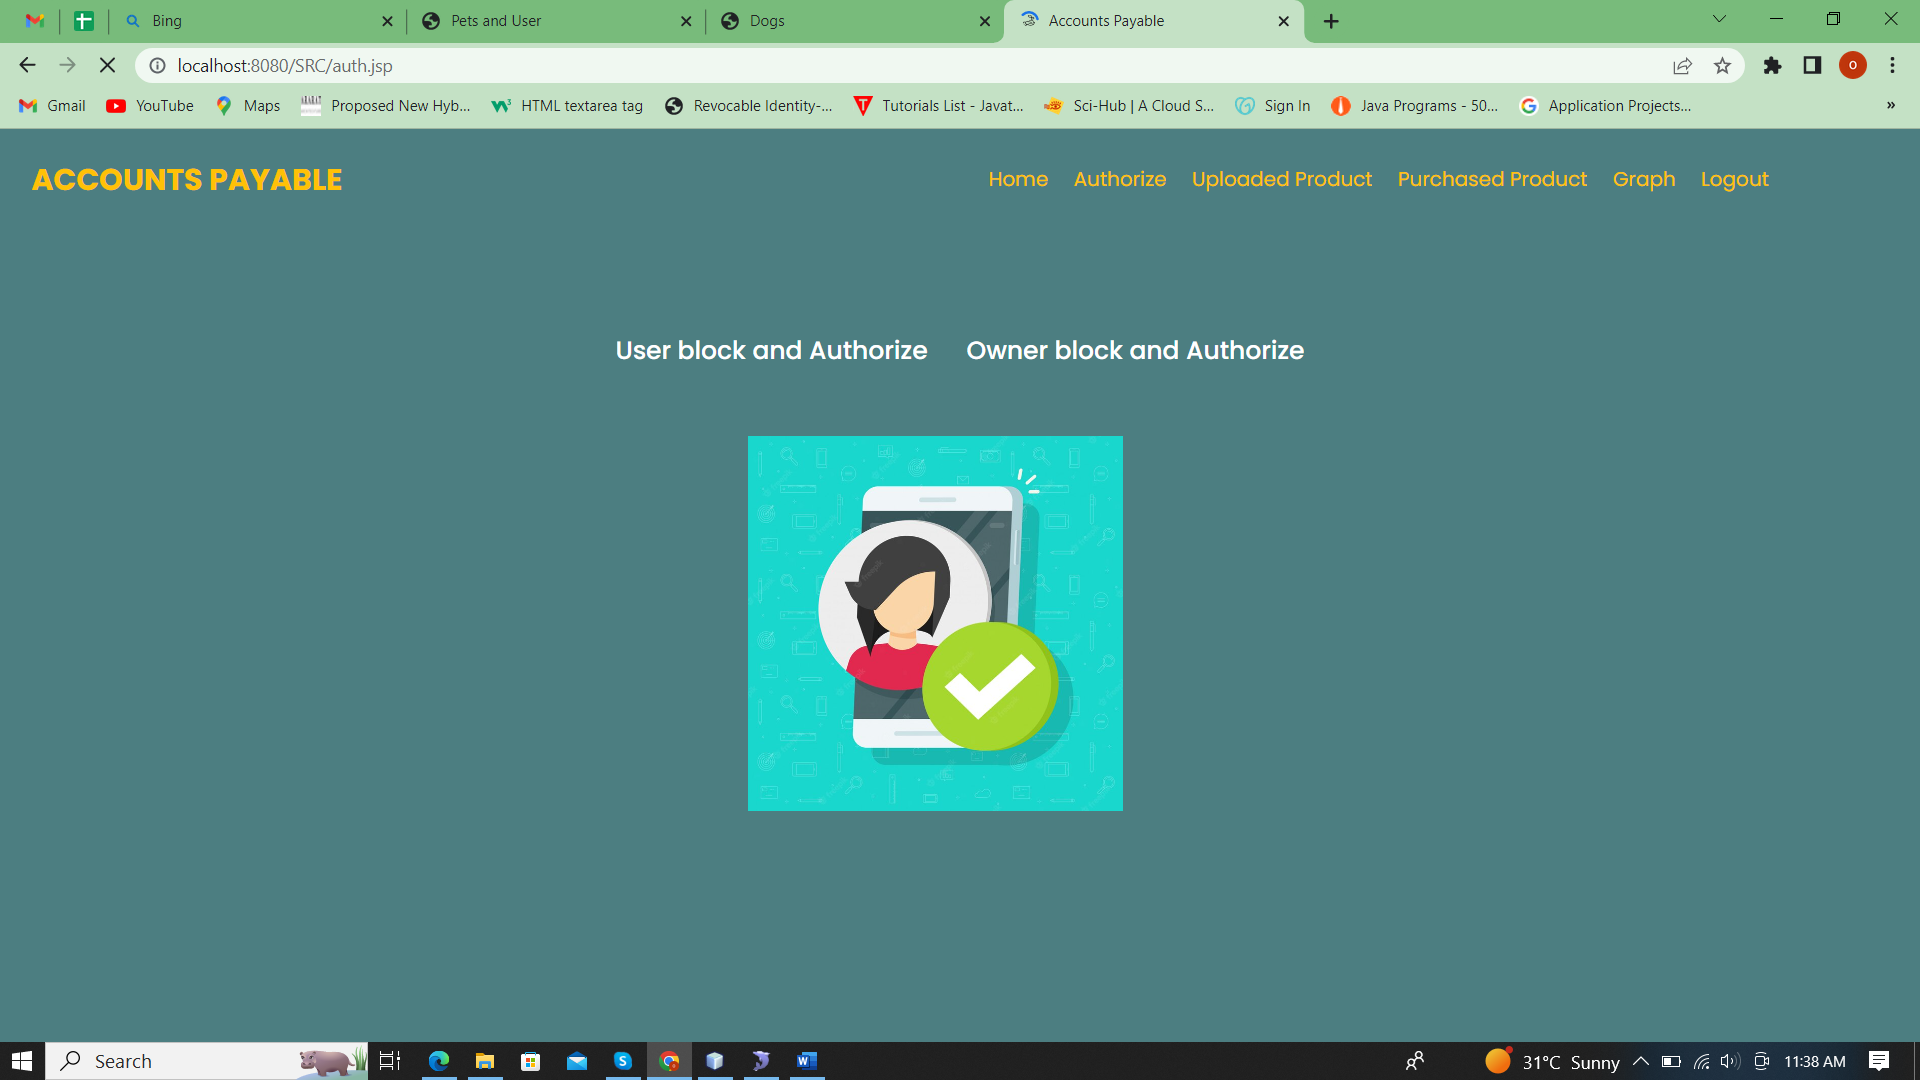 Bing
Pets and User
Dogs
Accounts Payable
localhost:8080/SRC/auth.jsp
O
Gmail
YouTube
Maps
Proposed New Hyb...
HTML textarea tag
Revocable Identity-...
Tutorials List - Javat...
Sci-Hub | A Cloud S...
Sign In
Java Programs - 50...
Application Projects...
»
ACCOUNTS PAYABLE
Home
Authorize
Uploaded Product
Purchased Product
Graph
Logout
User block and Authorize
Owner block and Authorize
Search
31°C Sunny
11:38 AM